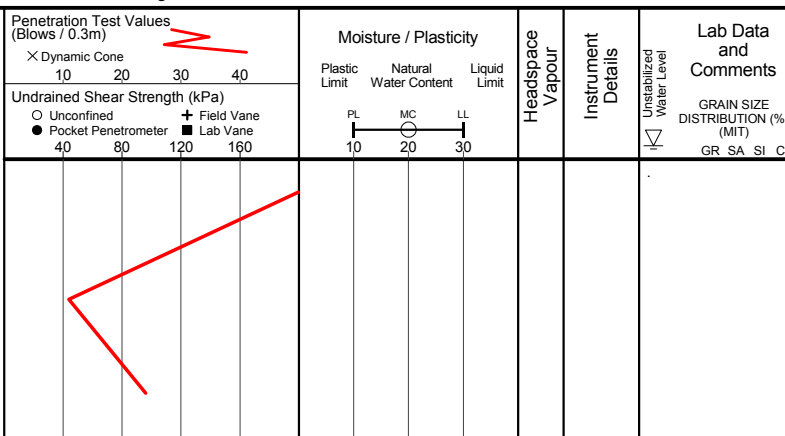 Penetration Test Values
(Blows / 0.3m)
× Dynamic Cone
10 20 30 40
Undrained Shear Strength (kPa)
Unconfined
Field Vane
Pocket Penetrometer
Lab Vane
40 80 120 160
Moisture / Plasticity
Plastic Limit
Natural Water Content
Liquid Limit
PL MC LL
10 20 30
Headspace
Vapour
Instrument
Details
Unstabilized
Water Level
Lab Data
and
Comments
GRAIN SIZE
DISTRIBUTION (%
(MIT)
GR SA SI C